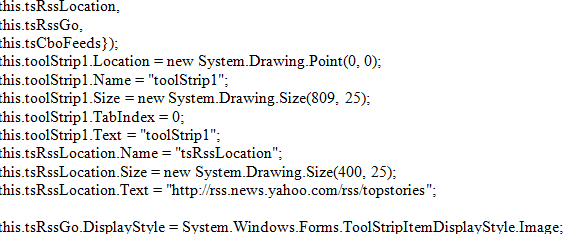 this.tsRssLocation,
this.tsRssGo,
this.tsCboFeeds});
this.toolStrip1.Location = new System.Drawing.Point(0, 0);
this.toolStrip1.Name = "toolStrip1";
this.toolStrip1.Size = new System.Drawing.Size(809, 25);
this.toolStrip1.TabIndex = 0;
this.toolStrip1.Text = "toolStrip1";
this.tsRssLocation.Name = "tsRssLocation";
this.tsRssLocation.Size = new System.Drawing.Size(400, 25);
this.tsRssLocation.Text = "http://rss.news.yahoo.com/rss/topstories";
this.tsRssGo.DisplayStyle = System.Windows.Forms.ToolStripItemDisplayStyle.Image;